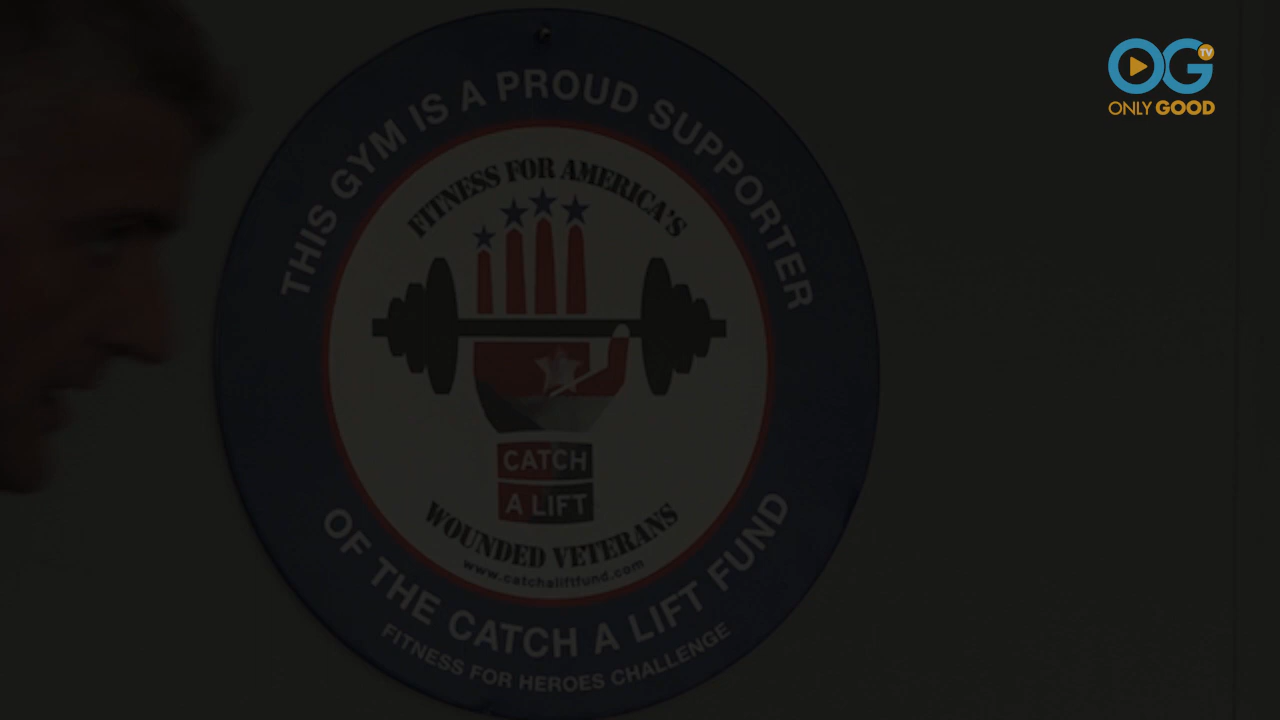 THIS GYM IS A PROUD SUPPORTER
FITNESS FOR AMERICA'S
CATCH
A LIFT
WOUNDED VETERANS
www.catchaliftfund.com
OF THE CATCH A LIFT FUND
FITNESS FOR HEROES CHALLENGE
OG TV
ONLY GOOD